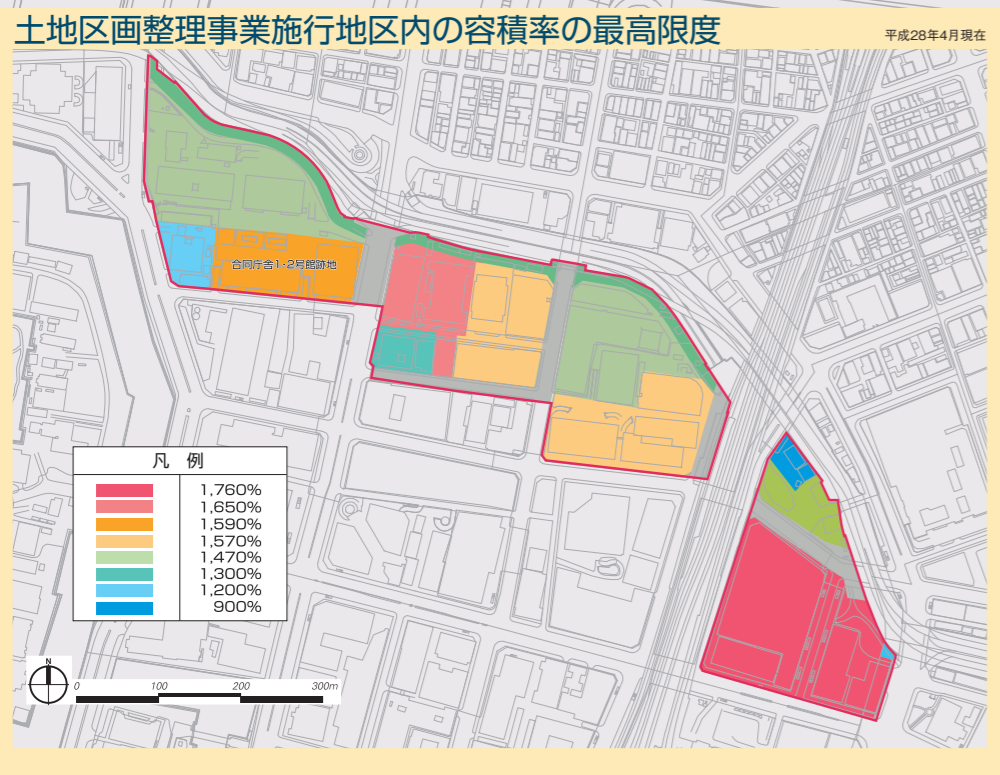 土地区画整理事業施行地区内の容積率の最高限度
平成28年4月現在
合同庁舎1・2号館跡地
凡 例
1,760%
1,650%
1,590%
1,570%
1,470%
1,300%
1,200%
900%
N
0 100 200 300m